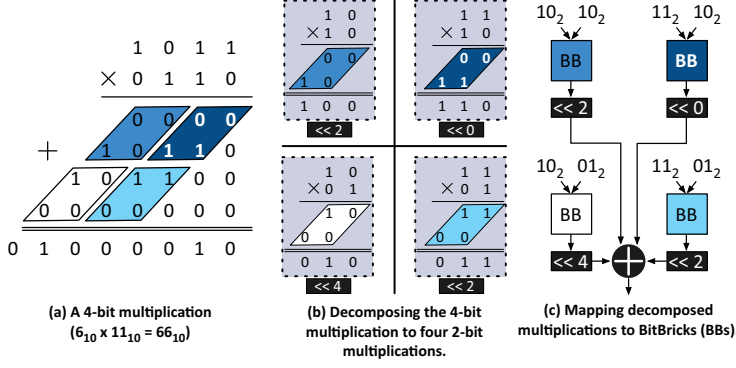 1 0 1 1
× 0 1 1 0
0 0 0 0
+ 1 0 1 1 0
1 0 1 1 0 0
0 0 0 0 0 0 0
0 1 0 0 0 0 1 0
(a) A 4-bit multiplication
(6₁₀ x 11₁₀ = 66₁₀)
1 0
× 1 0
0 0
1 0
1 0 0
<< 2
1 1
× 1 0
0 0
1 1
1 1 0
<< 0
1 0
× 0 1
1 0
0 0
0 1 0
<< 4
1 1
× 0 1
1 1
0 0
0 1 1
<< 2
(b) Decomposing the 4-bit
multiplication to four 2-bit
multiplications.
10₂ 10₂
BB
<< 2
11₂ 10₂
BB
<< 0
10₂ 01₂
BB
<< 4
11₂ 01₂
BB
<< 2
+
(c) Mapping decomposed
multiplications to BitBricks (BBs)